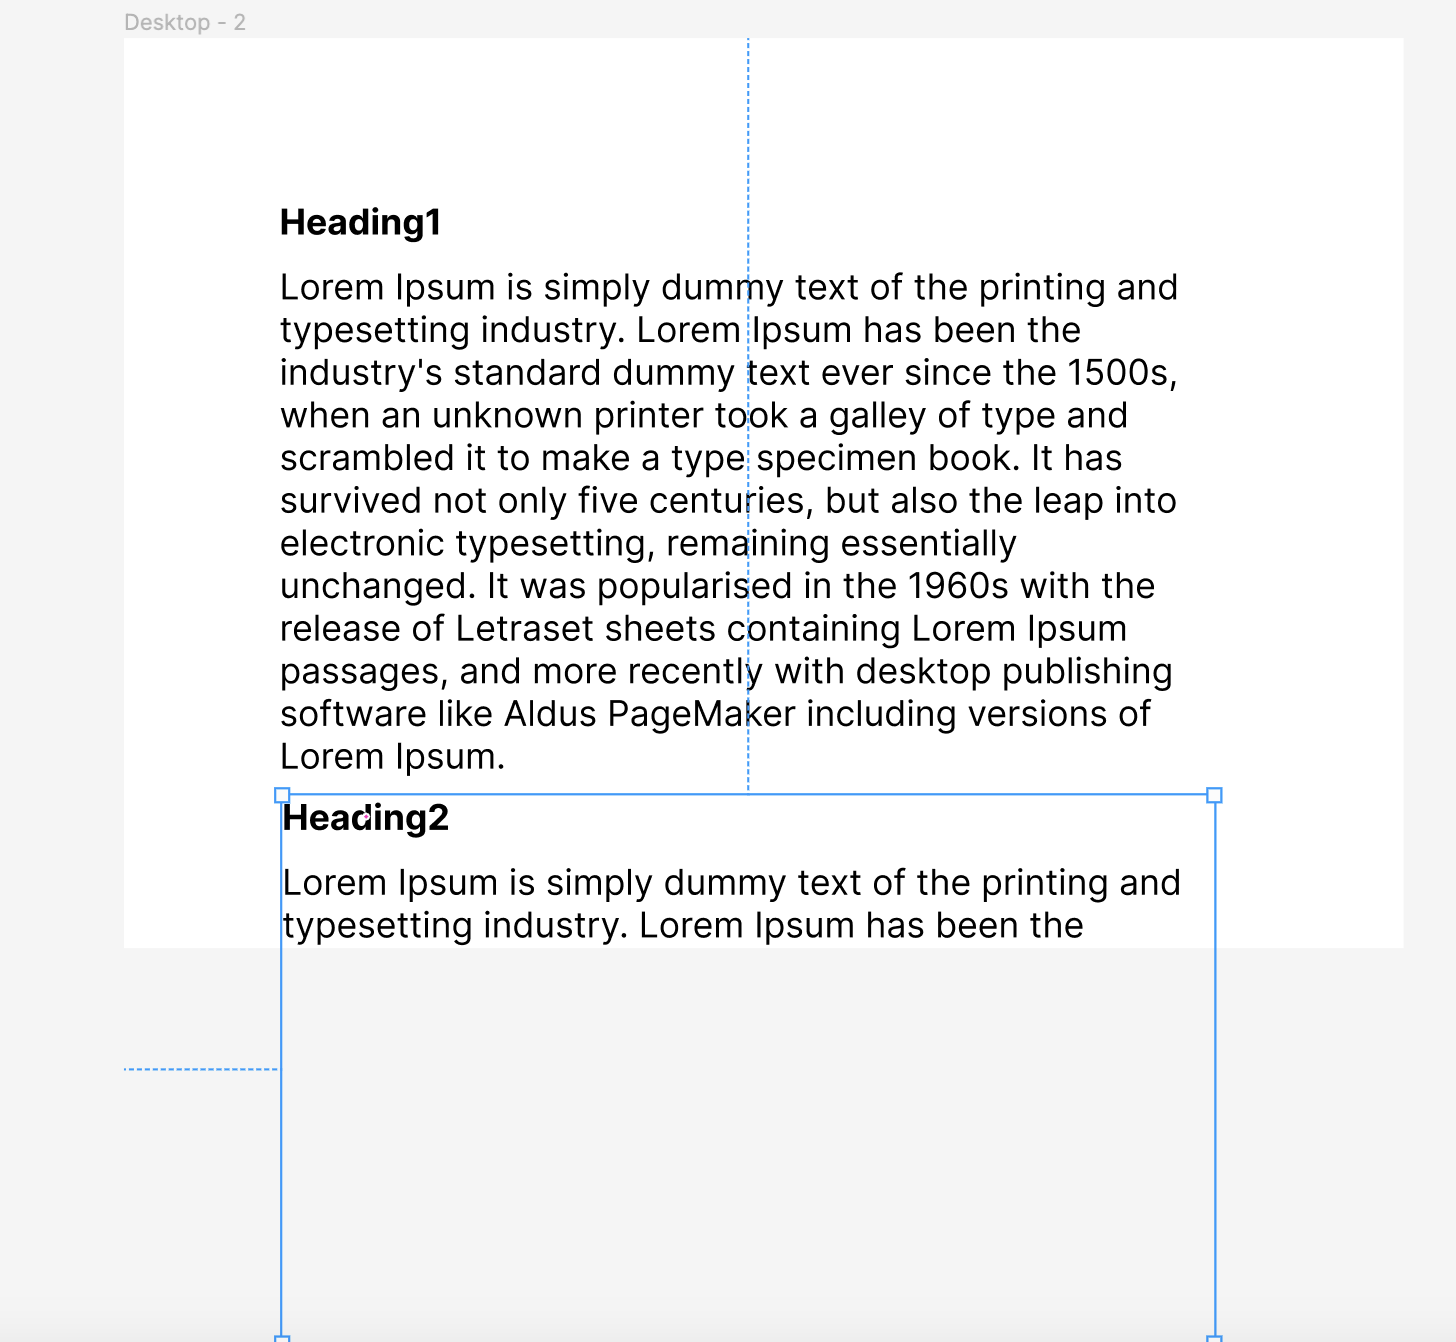 Desktop - 2
Heading1
Lorem Ipsum is simply dummy text of the printing and
typesetting industry. Lorem Ipsum has been the
industry's standard dummy text ever since the 1500s,
when an unknown printer took a galley of type and
scrambled it to make a type specimen book. It has
survived not only five centuries, but also the leap into
electronic typesetting, remaining essentially
unchanged. It was popularised in the 1960s with the
release of Letraset sheets containing Lorem Ipsum
passages, and more recently with desktop publishing
software like Aldus PageMaker including versions of
Lorem Ipsum.
Heading2
Lorem Ipsum is simply dummy text of the printing and
typesetting industry. Lorem Ipsum has been the